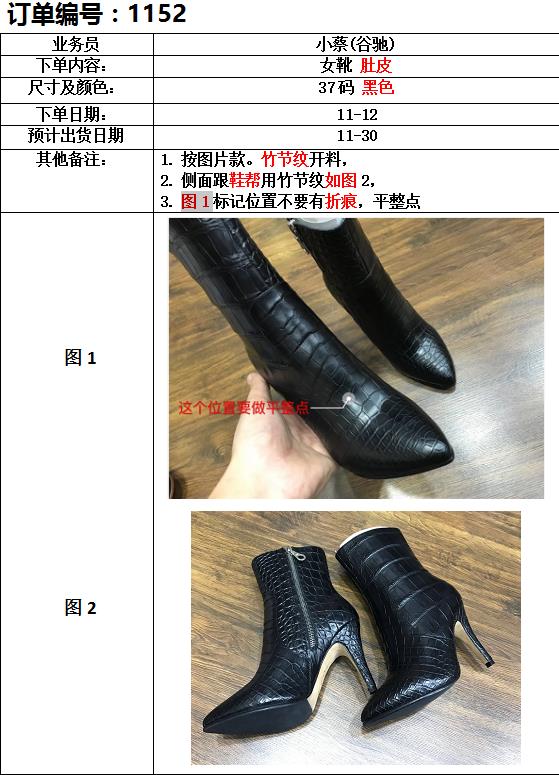 订单编号：1152
业务员 小蔡(谷驰)
下单内容： 女靴 肚皮
尺寸及颜色： 37码 黑色
下单日期： 11-12
预计出货日期 11-30
其他备注： 1. 按图片款。竹节纹开料，
2. 侧面跟鞋帮用竹节纹如图2，
3. 图1标记位置不要有折痕，平整点
图1
这个位置要做平整点
图2